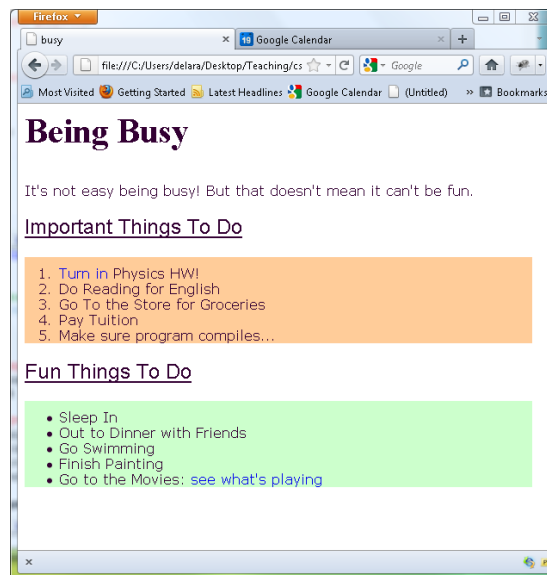 Firefox
busy × 19 Google Calendar × +
file:///C:/Users/delara/Desktop/Teaching/cs Google
Most Visited Getting Started Latest Headlines Google Calendar (Untitled) » Bookmarks
Being Busy
It's not easy being busy! But that doesn't mean it can't be fun.
Important Things To Do
1. Turn in Physics HW!
2. Do Reading for English
3. Go To the Store for Groceries
4. Pay Tuition
5. Make sure program compiles...
Fun Things To Do
• Sleep In
• Out to Dinner with Friends
• Go Swimming
• Finish Painting
• Go to the Movies: see what's playing
×